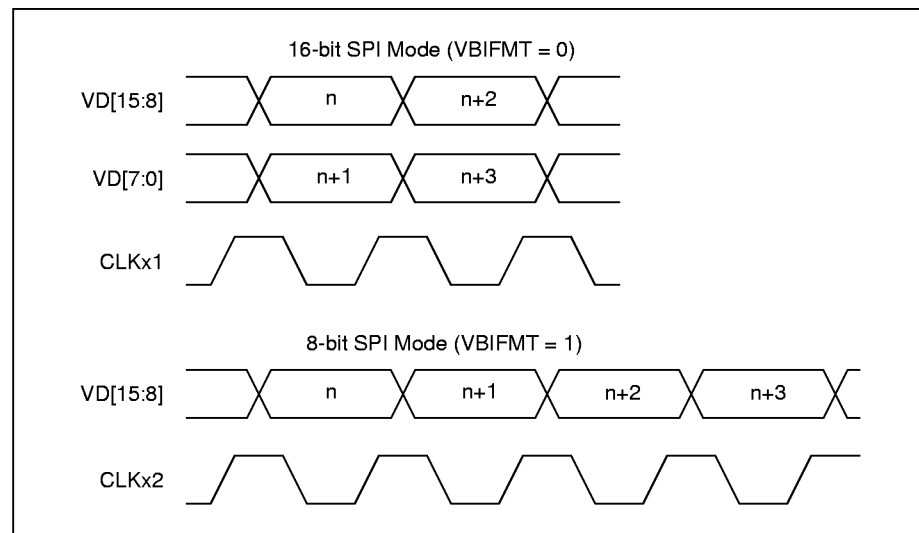 16-bit SPI Mode (VBIFMT = 0)
VD[15:8] n n+2
VD[7:0] n+1 n+3
CLKx1
8-bit SPI Mode (VBIFMT = 1)
VD[15:8] n n+1 n+2 n+3
CLKx2